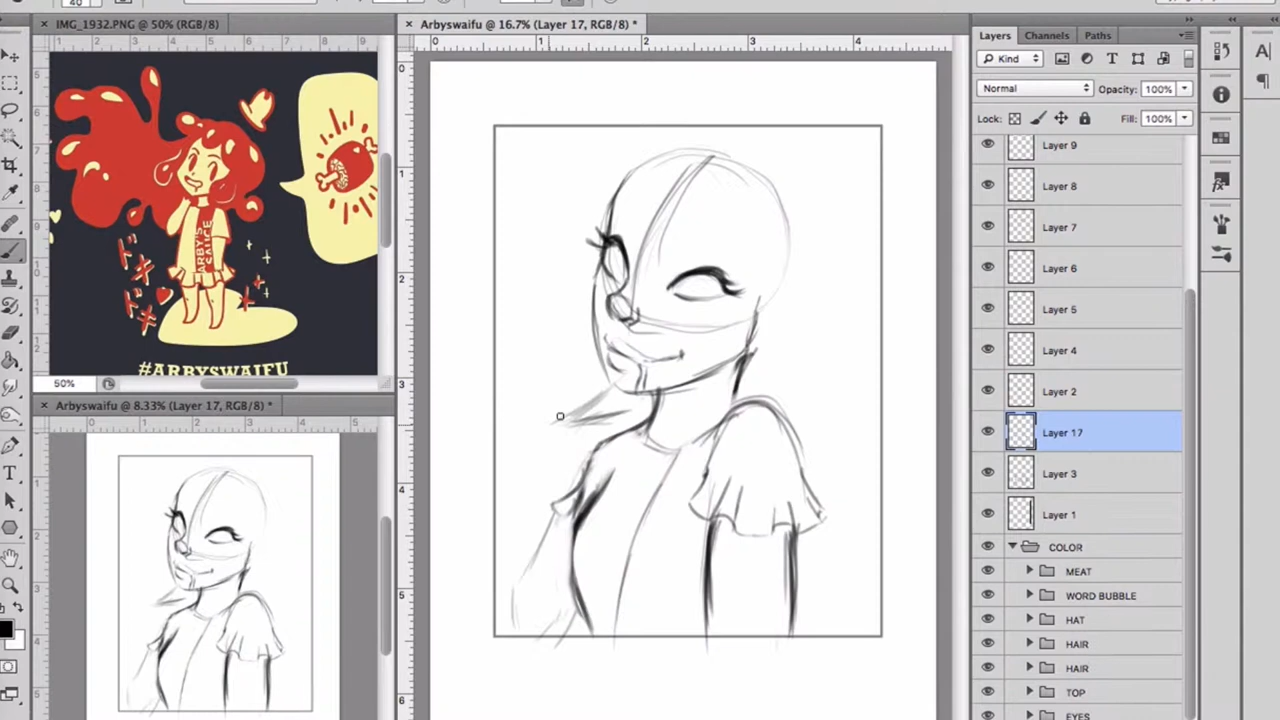 40
IMG_1932.PNG @ 50% (RGB/8)
ARBY'S
SAUCE
ドキ
ドキ
#ARBYSWAIFU
50%
Arbyswaifu @ 8.33% (Layer 17, RGB/8) *
Arbyswaifu @ 16.7% (Layer 17, RGB/8) *
Layers
Channels
Paths
Kind
Normal
Opacity: 100%
Lock:
Fill: 100%
Layer 9
Layer 8
Layer 7
Layer 6
Layer 5
Layer 4
Layer 2
Layer 17
Layer 3
Layer 1
COLOR
MEAT
WORD BUBBLE
HAT
HAIR
HAIR
TOP
EYES